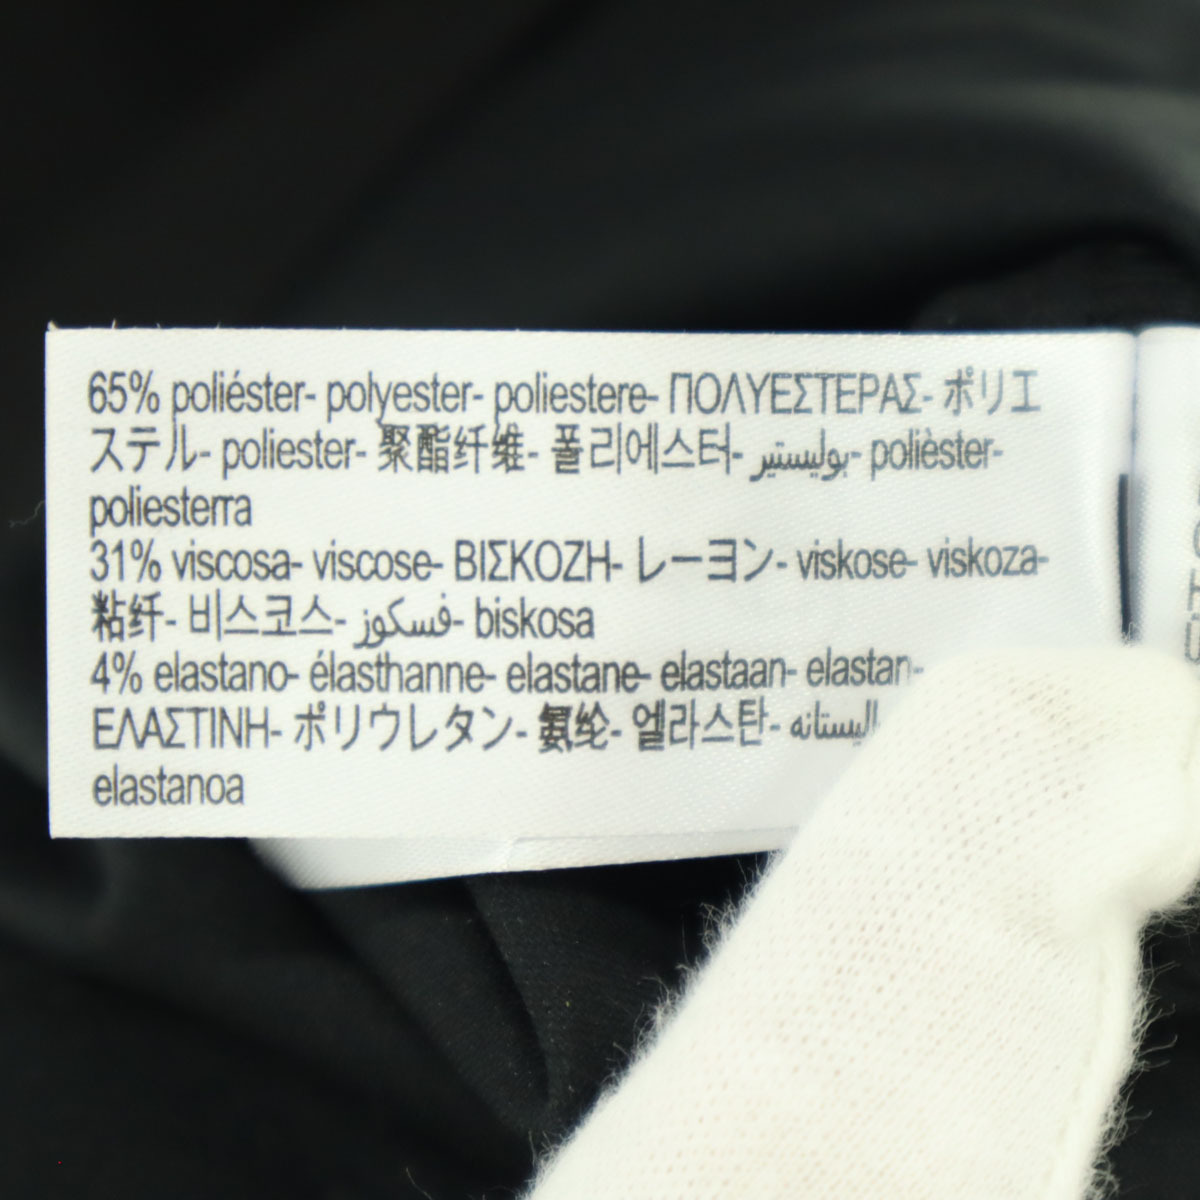 65% poliéster- polyester- poliestere- ΠΟΛΥΕΣΤΕΡΑΣ- ポリエ
ステル- poliester- 聚酯纤维- 폴리에스터- بوليستير- polièster-
poliesterra
31% viscosa- viscose- ΒΙΣΚΟΖΗ- レーヨン- viskose- viskoza-
粘纤- 비스코스- فسكوز- biskosa
4% elastano- élasthanne- elastane- elastaan- elastan-
ΕΛΑΣΤΙΝΗ- ポリウレタン- 氨纶- 엘라스탄- اليستانه
elastanoa